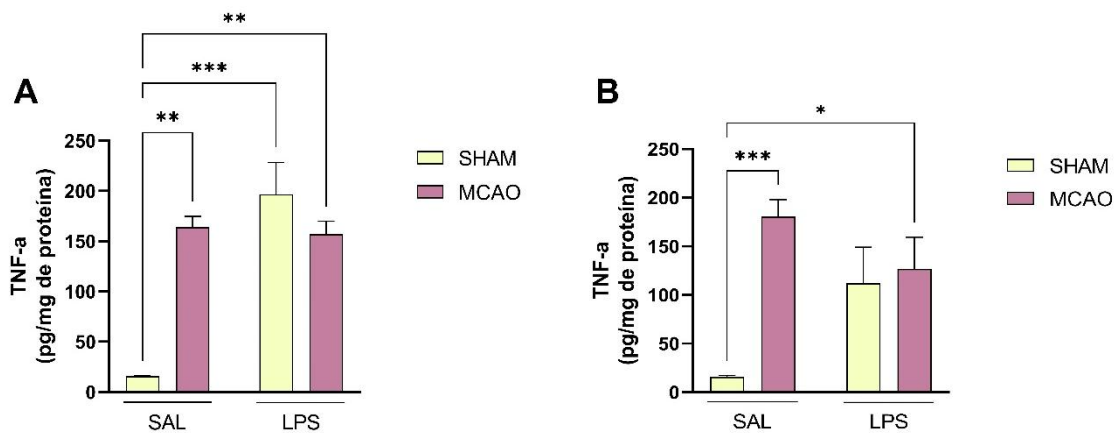 A
**
***
**
TNF-a
(pg/mg de proteína)
250
200
150
100
50
0
SAL
LPS
SHAM
MCAO
B
*
***
TNF-a
(pg/mg de proteína)
250
200
150
100
50
0
SAL
LPS
SHAM
MCAO